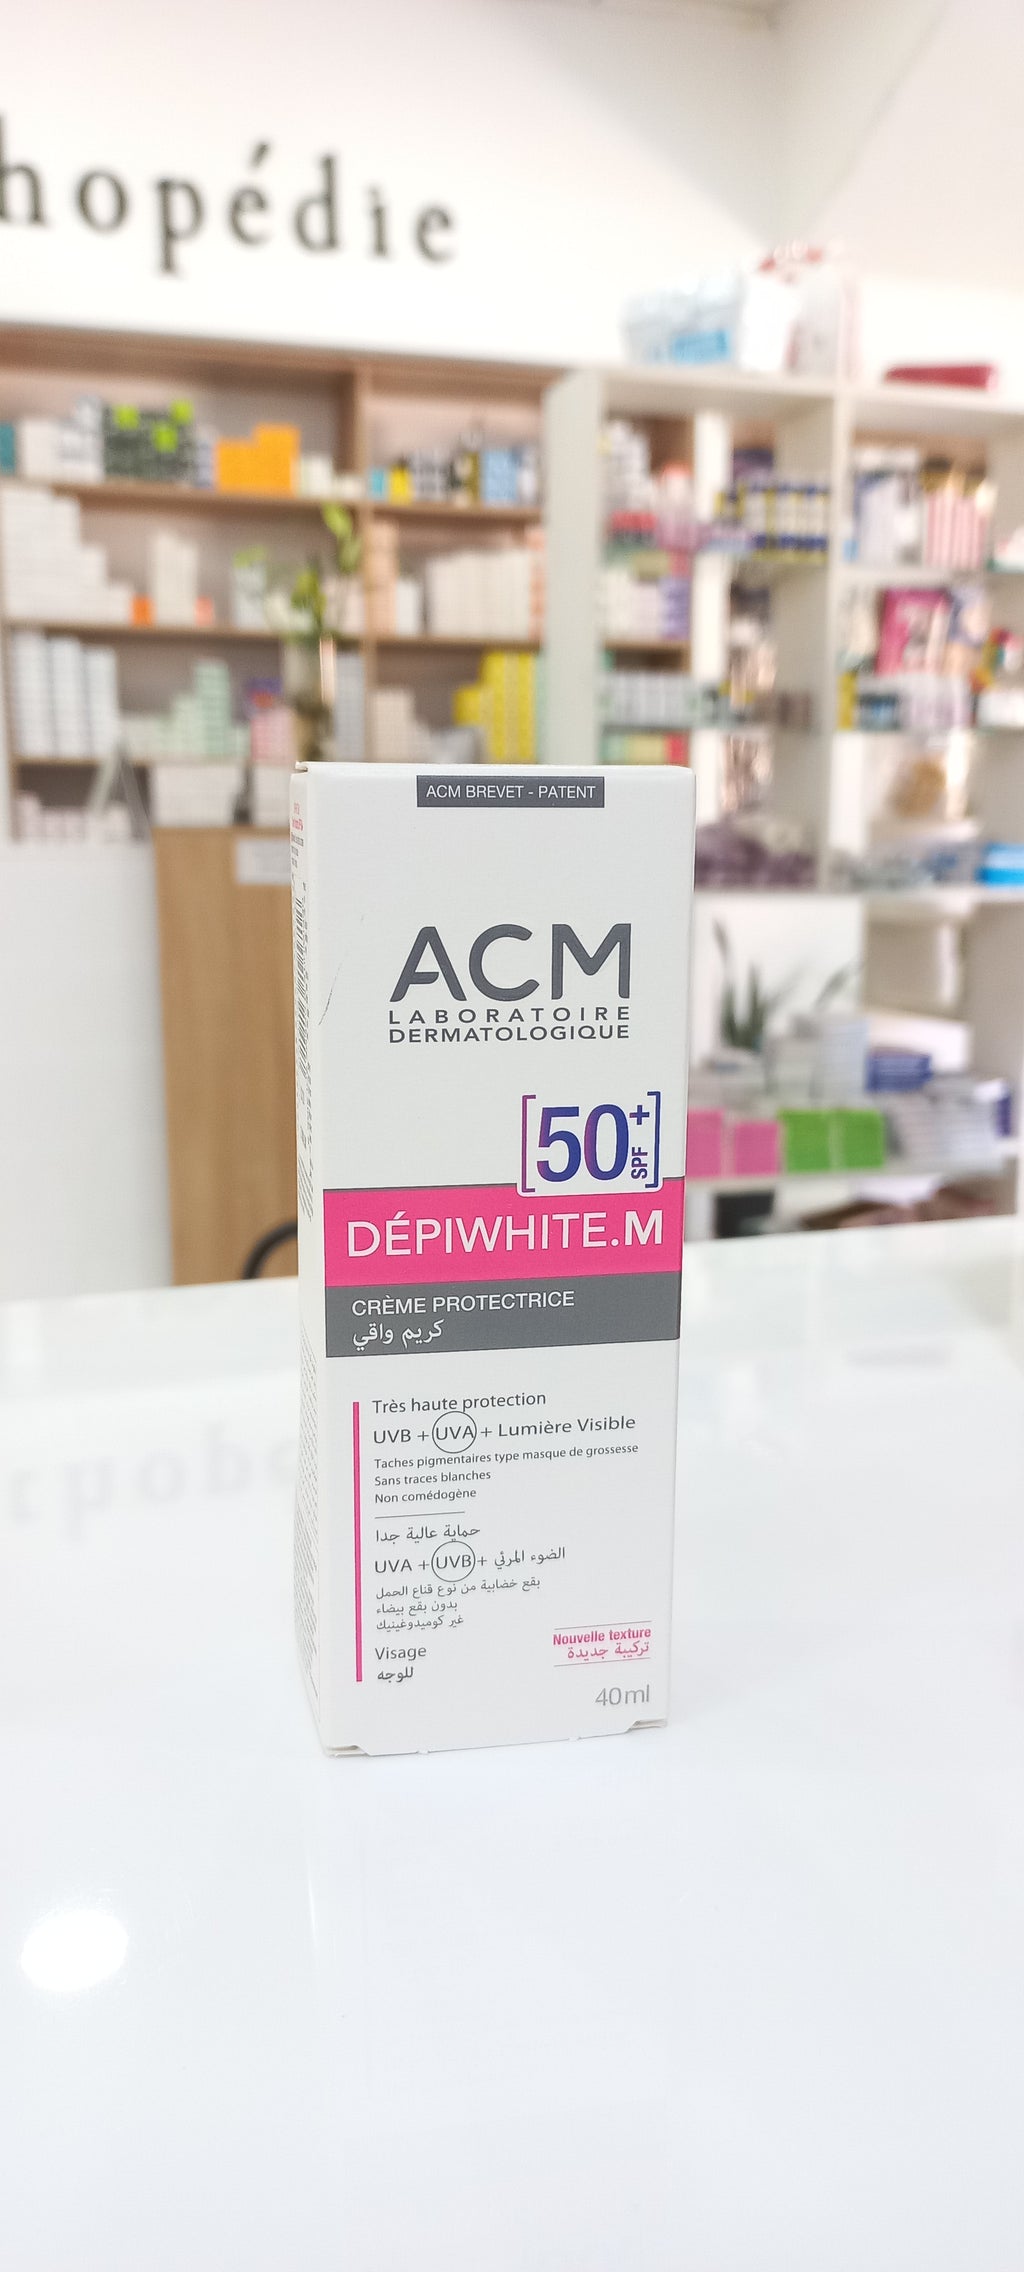 hopédie
ACM BREVET - PATENT
ACM
LABORATOIRE
DERMATOLOGIQUE
50+
SPF
DÉPIWHITE.M
CRÈME PROTECTRICE
كريم واقي
Très haute protection
UVB + UVA + Lumière Visible
Taches pigmentaires type masque de grossesse
Sans traces blanches
Non comédogène
حماية عالية جدا
UVA + UVB + الضوء المرئي
بقع خضابية من نوع قناع الحمل
بدون بقع بيضاء
غير كوميدوغينيك
Visage
للوجه
Nouvelle texture
تركيبة جديدة
40ml